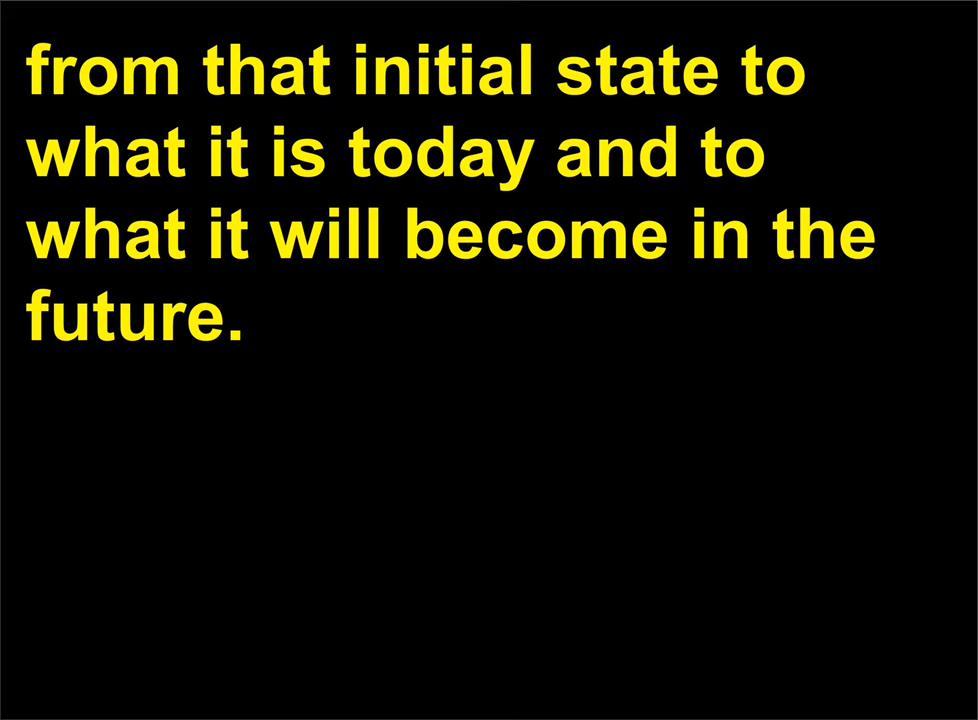 from that initial state to
what it is today and to
what it will become in the
future.